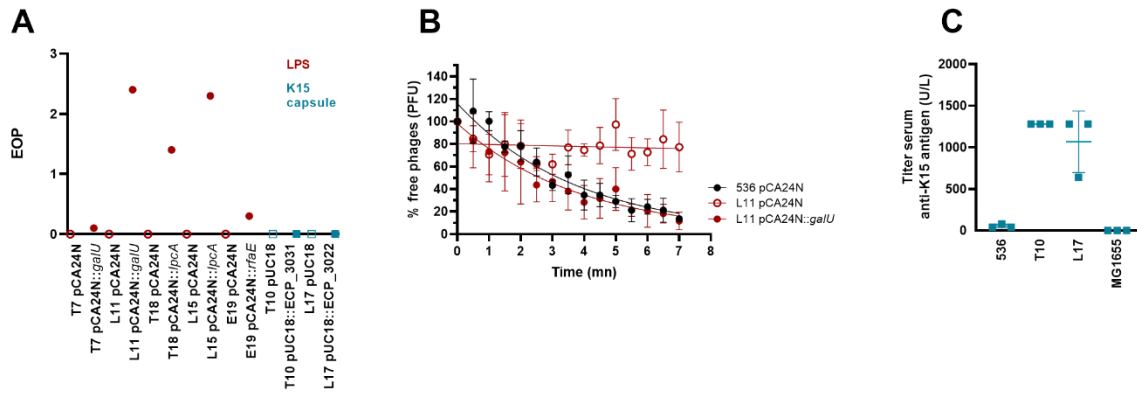 A
3
2
1
0
EOP
LPS
K15
capsule
T7 pCA24N
T7 pCA24N::galU
L11 pCA24N
L11 pCA24N::galU
T18 pCA24N
T18 pCA24N::lpcA
L15 pCA24N
L15 pCA24N::lpcA
E19 pCA24N
E19 pCA24N::rfaE
T10 pUC18
T10 pUC18::ECP_3031
L17 pUC18
L17 pUC18::ECP_3022
B
140
120
100
80
60
40
20
0
% free phages (PFU)
0 1 2 3 4 5 6 7 8
Time (mn)
536 pCA24N
L11 pCA24N
L11 pCA24N::galU
C
2000
1500
1000
500
0
Titer serum
anti-K15 antigen (U/L)
536
T10
L17
MG1655